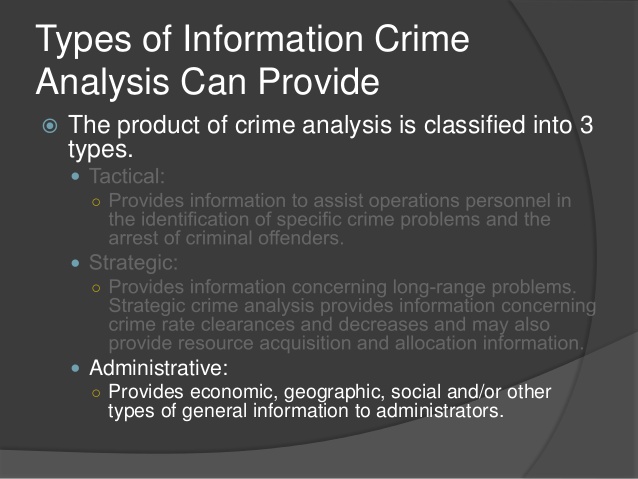 Types of Information Crime
Analysis Can Provide
The product of crime analysis is classified into 3
types.
Tactical:
Provides information to assist operations personnel in
the identification of specific crime problems and the
arrest of criminal offenders.
Strategic:
Provides information concerning long-range problems.
Strategic crime analysis provides information concerning
crime rate clearances and decreases and may also
provide resource acquisition and allocation information.
Administrative:
Provides economic, geographic, social and/or other
types of general information to administrators.